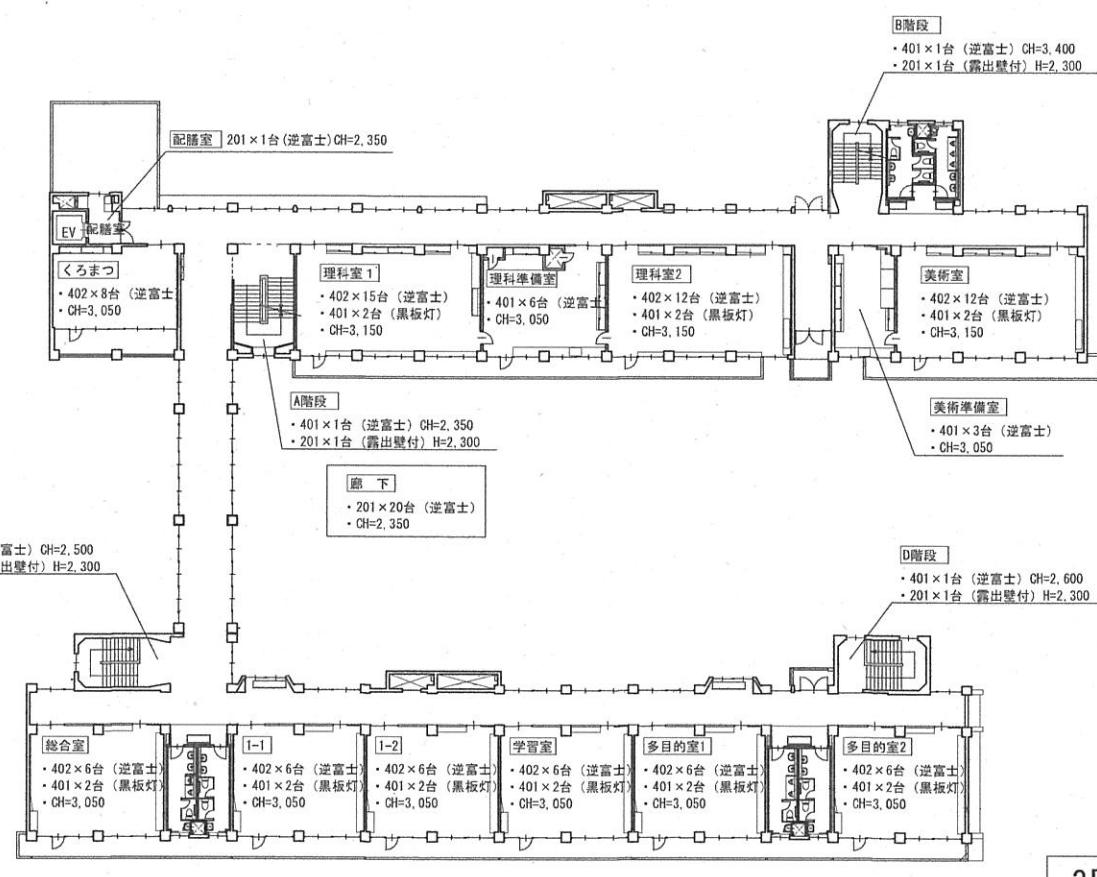 B階段
・401×1台（逆富士）CH=3,400
・201×1台（露出壁付）H=2,300
配膳室 201×1台(逆富士)CH=2,350
EV
配膳室
くろまつ
・402×8台（逆富士
・CH=3,050
理科室1
・402×15台（逆富士）
・401×2台（黒板灯）
・CH=3,150
理科準備室
・401×6台（逆富士
・CH=3,050
理科室2
・402×12台（逆富士）
・401×2台（黒板灯）
・CH=3,150
美術室
・402×12台（逆富士）
・401×2台（黒板灯）
・CH=3,150
A階段
・401×1台（逆富士）CH=2,350
・201×1台（露出壁付）H=2,300
美術準備室
・401×3台（逆富士）
・CH=3,050
廊　下
・201×20台（逆富士）
・CH=2,350
富士）CH=2,500
出壁付）H=2,300
D階段
・401×1台（逆富士）CH=2,600
・201×1台（露出壁付）H=2,300
総合室
・402×6台（逆富士
・401×2台（黒板灯
・CH=3,050
1-1
・402×6台（逆富士）
・401×2台（黒板灯
・CH=3,050
1-2
・402×6台（逆富士）
・401×2台（黒板灯）
・CH=3,050
学習室
・402×6台（逆富士）
・401×2台（黒板灯
・CH=3,050
多目的室1
・402×6台（逆富士）
・401×2台（黒板灯）
・CH=3,050
多目的室2
・402×6台（逆富士）
・401×2台（黒板灯）
・CH=3,050